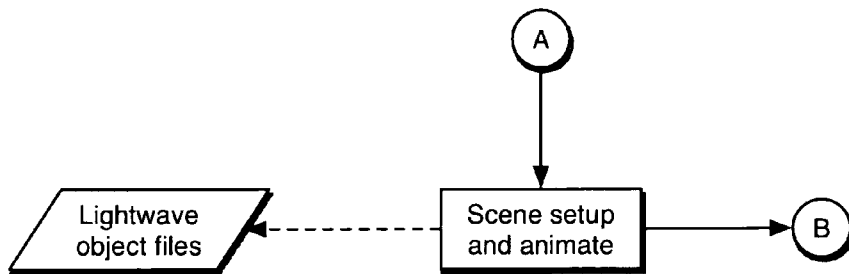 A
Lightwave
object files
Scene setup
and animate
B